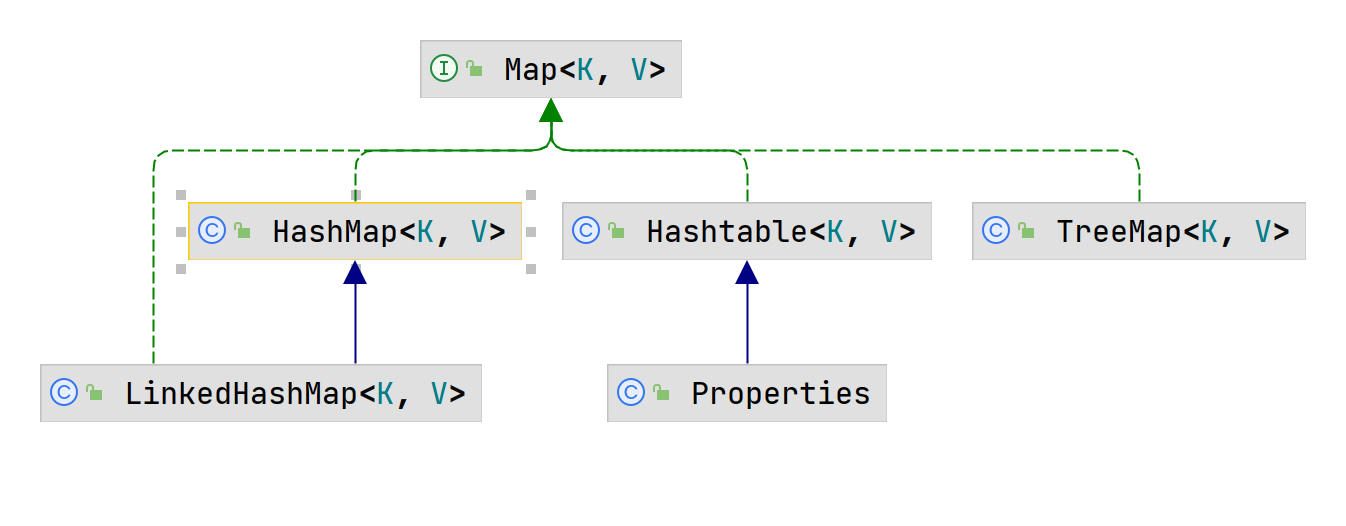 I Map<K, V>
C HashMap<K, V>
C Hashtable<K, V>
C TreeMap<K, V>
C LinkedHashMap<K, V>
C Properties